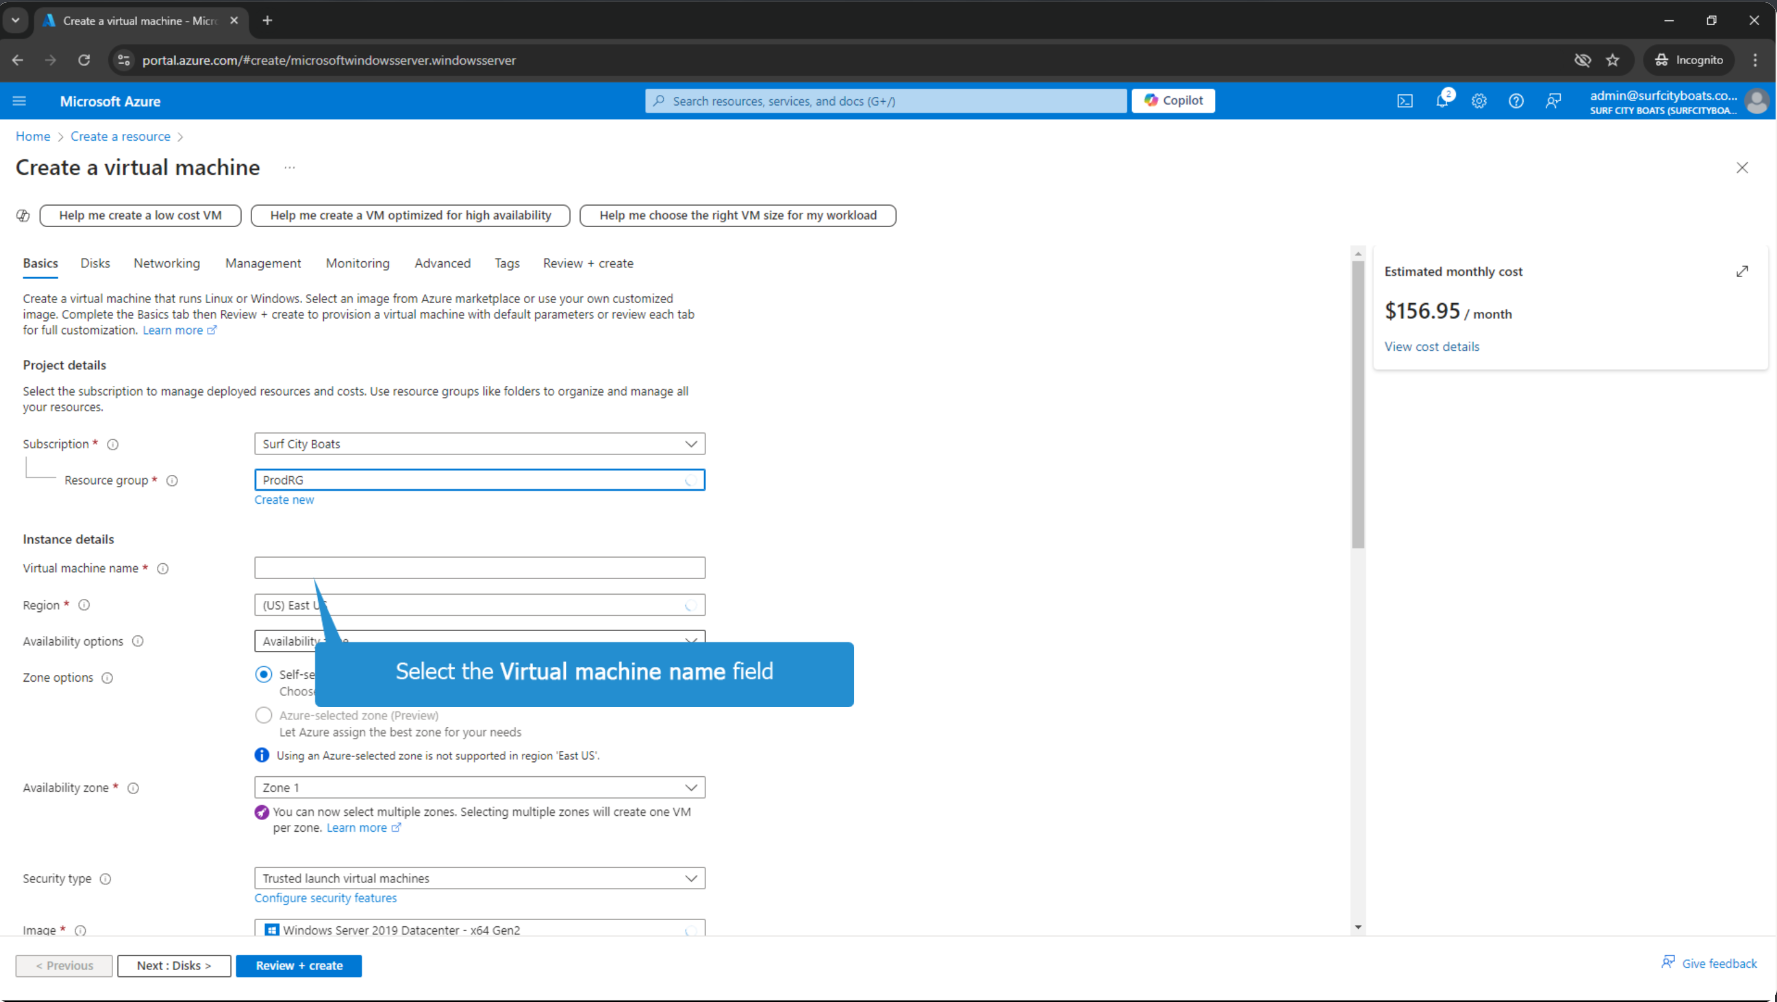 Create a virtual machine - Micr
portal.azure.com/#create/microsoftwindowsserver.windowsserver
Incognito
Microsoft Azure
Search resources, services, and docs (G+/)
Copilot
2
admin@surfcityboats.co...
SURF CITY BOATS (SURFCITYBOA...
Home > Create a resource >
Create a virtual machine ...
Help me create a low cost VM
Help me create a VM optimized for high availability
Help me choose the right VM size for my workload
Basics Disks Networking Management Monitoring Advanced Tags Review + create
Create a virtual machine that runs Linux or Windows. Select an image from Azure marketplace or use your own customized
image. Complete the Basics tab then Review + create to provision a virtual machine with default parameters or review each tab
for full customization. Learn more
Estimated monthly cost
$156.95 / month
View cost details
Project details
Select the subscription to manage deployed resources and costs. Use resource groups like folders to organize and manage all
your resources.
Subscription * Surf City Boats
Resource group * ProdRG
Create new
Instance details
Virtual machine name *
Region * (US) East US
Availability options Availability
Select the Virtual machine name field
Zone options Self-se
Choos
Azure-selected zone (Preview)
Let Azure assign the best zone for your needs
Using an Azure-selected zone is not supported in region 'East US'.
Availability zone * Zone 1
You can now select multiple zones. Selecting multiple zones will create one VM
per zone. Learn more
Security type Trusted launch virtual machines
Configure security features
Image * Windows Server 2019 Datacenter - x64 Gen2
< Previous
Next : Disks >
Review + create
Give feedback